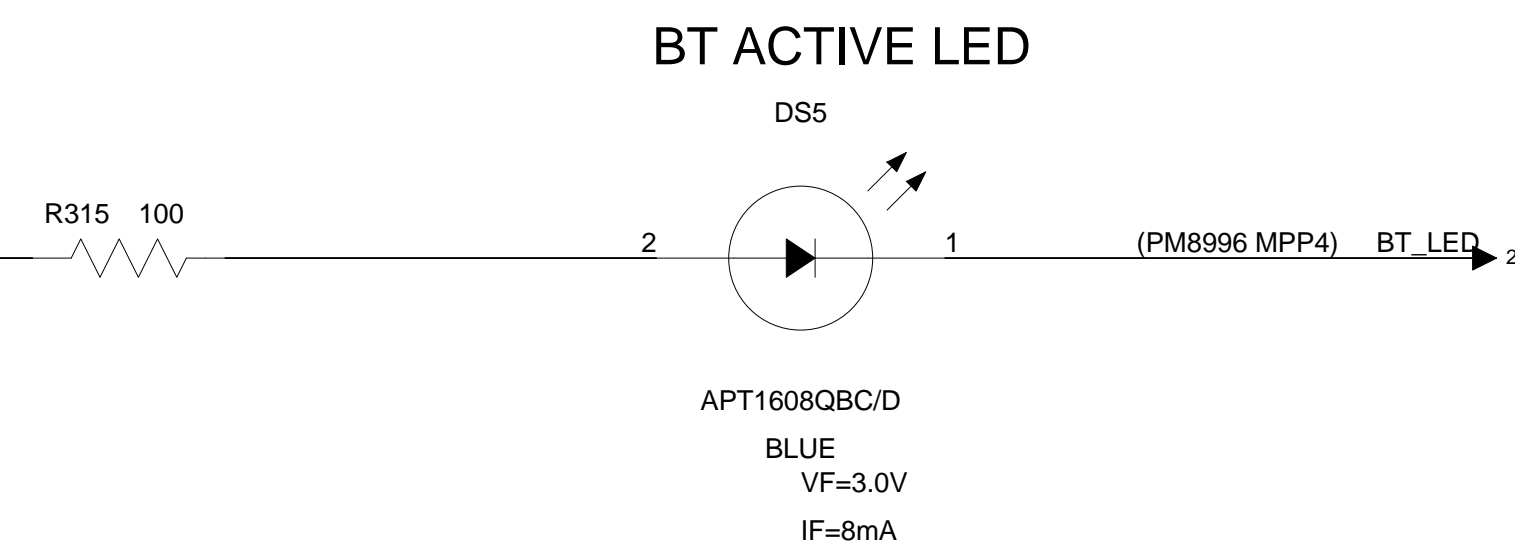 BT ACTIVE LED
DS5
R315 100
2 1 (PM8996 MPP4) BT_LED 2
APT1608QBC/D
BLUE
VF=3.0V
IF=8mA